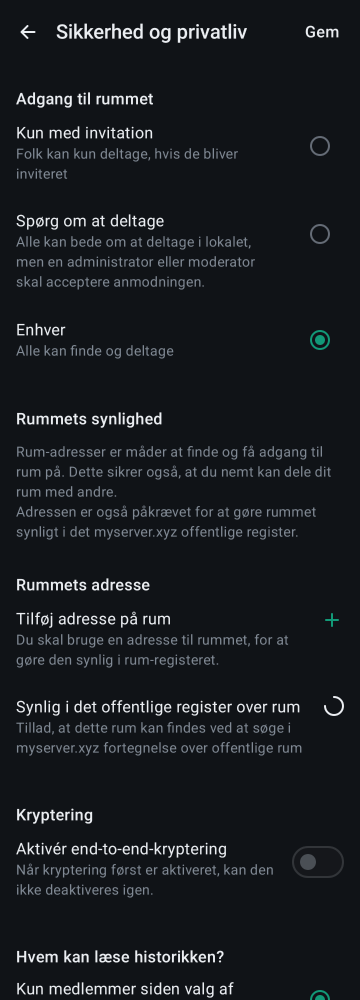 Sikkerhed og privatliv
Gem
Adgang til rummet
Kun med invitation
Folk kan kun deltage, hvis de bliver
inviteret
Spørg om at deltage
Alle kan bede om at deltage i lokalet,
men en administrator eller moderator
skal acceptere anmodningen.
Enhver
Alle kan finde og deltage
Rummets synlighed
Rum-adresser er måder at finde og få adgang til
rum på. Dette sikrer også, at du nemt kan dele dit
rum med andre.
Adressen er også påkrævet for at gøre rummet
synligt i det myserver.xyz offentlige register.
Rummets adresse
Tilføj adresse på rum
Du skal bruge en adresse til rummet, for at
gøre den synlig i rum-registeret.
Synlig i det offentlige register over rum
Tillad, at dette rum kan findes ved at søge i
myserver.xyz fortegnelse over offentlige rum
Kryptering
Aktivér end-to-end-kryptering
Når kryptering først er aktiveret, kan den
ikke deaktiveres igen.
Hvem kan læse historikken?
Kun medlemmer siden valg af